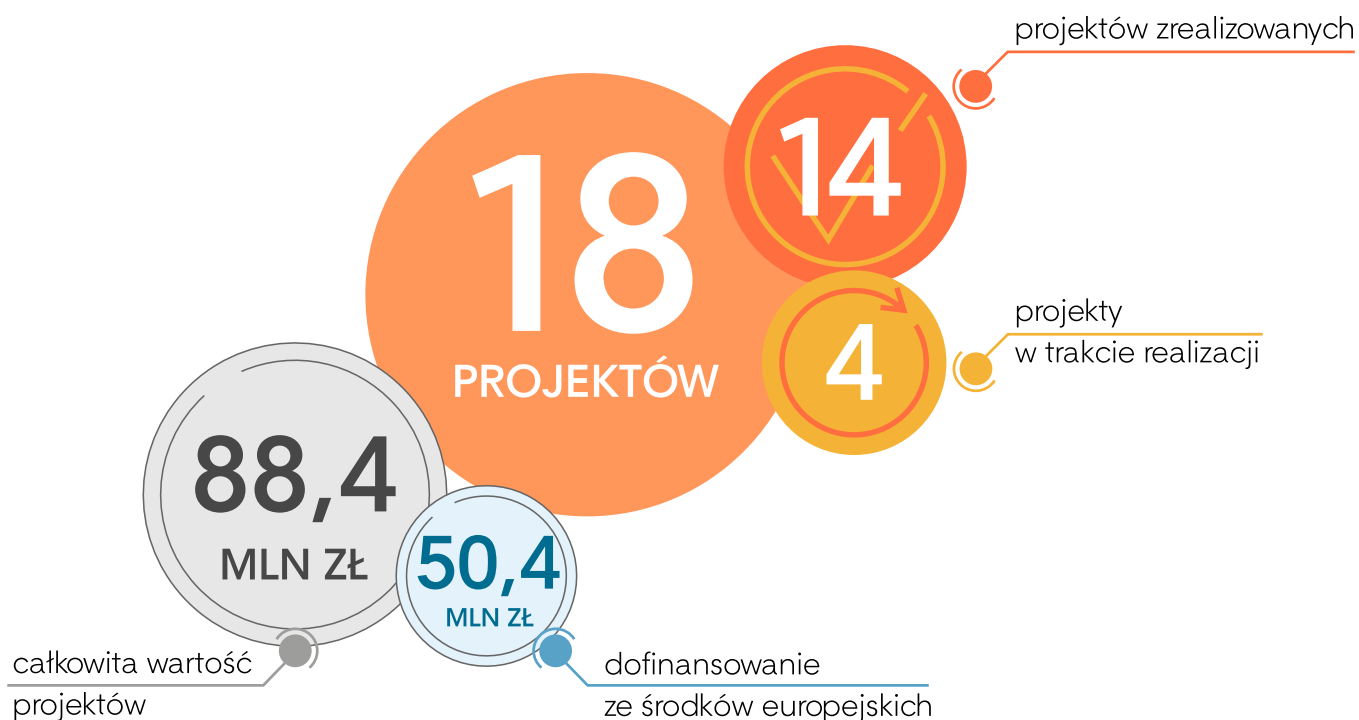 projektów zrealizowanych
14
18
PROJEKTÓW
projekty
w trakcie realizacji
4
88,4
MLN ZŁ
50,4
MLN ZŁ
całkowita wartość
projektów
dofinansowanie
ze środków europejskich